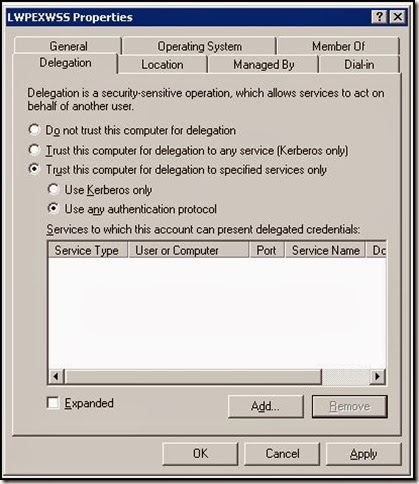 LWPEXWSS Properties
General Operating System Member Of
Delegation Location Managed By Dial-in
Delegation is a security-sensitive operation, which allows services to act on
behalf of another user.
Do not trust this computer for delegation
Trust this computer for delegation to any service (Kerberos only)
Trust this computer for delegation to specified services only
Use Kerberos only
Use any authentication protocol
Services to which this account can present delegated credentials:
Service Type User or Computer Port Service Name Do
Expanded Add... Remove
OK Cancel Apply